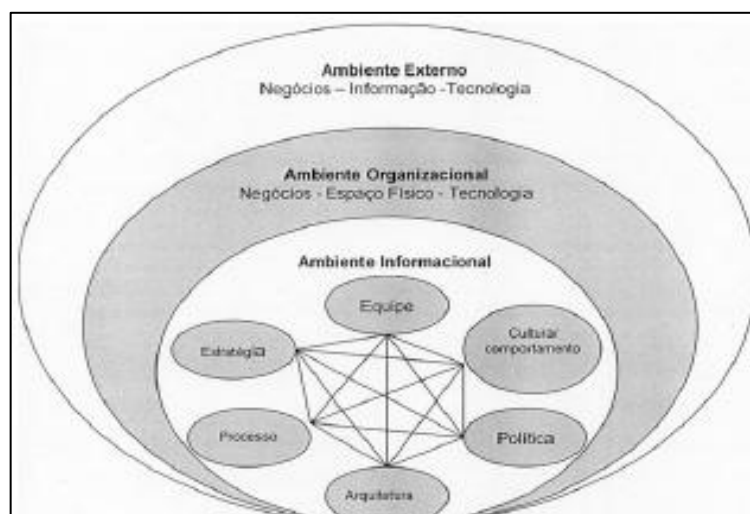 Ambiente Externo
Negócios – Informação -Tecnologia
Ambiente Organizacional
Negócios - Espaço Físico - Tecnologia
Ambiente Informacional
Equipe
Cultura/
comportamento
Estratégia
Processo
Política
Arquitetura